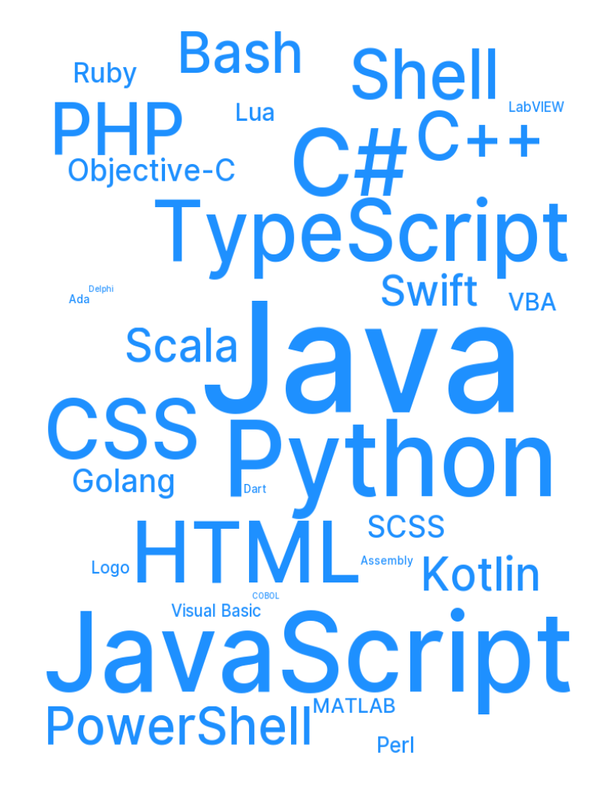 Bash
Ruby
Shell
LabVIEW
PHP
Lua
C++
C#
Objective-C
TypeScript
Swift
Delphi
Ada
VBA
Java
Scala
CSS
Python
Golang
Dart
HTML
SCSS
Assembly
Logo
Kotlin
COBOL
Visual Basic
JavaScript
MATLAB
PowerShell
Perl